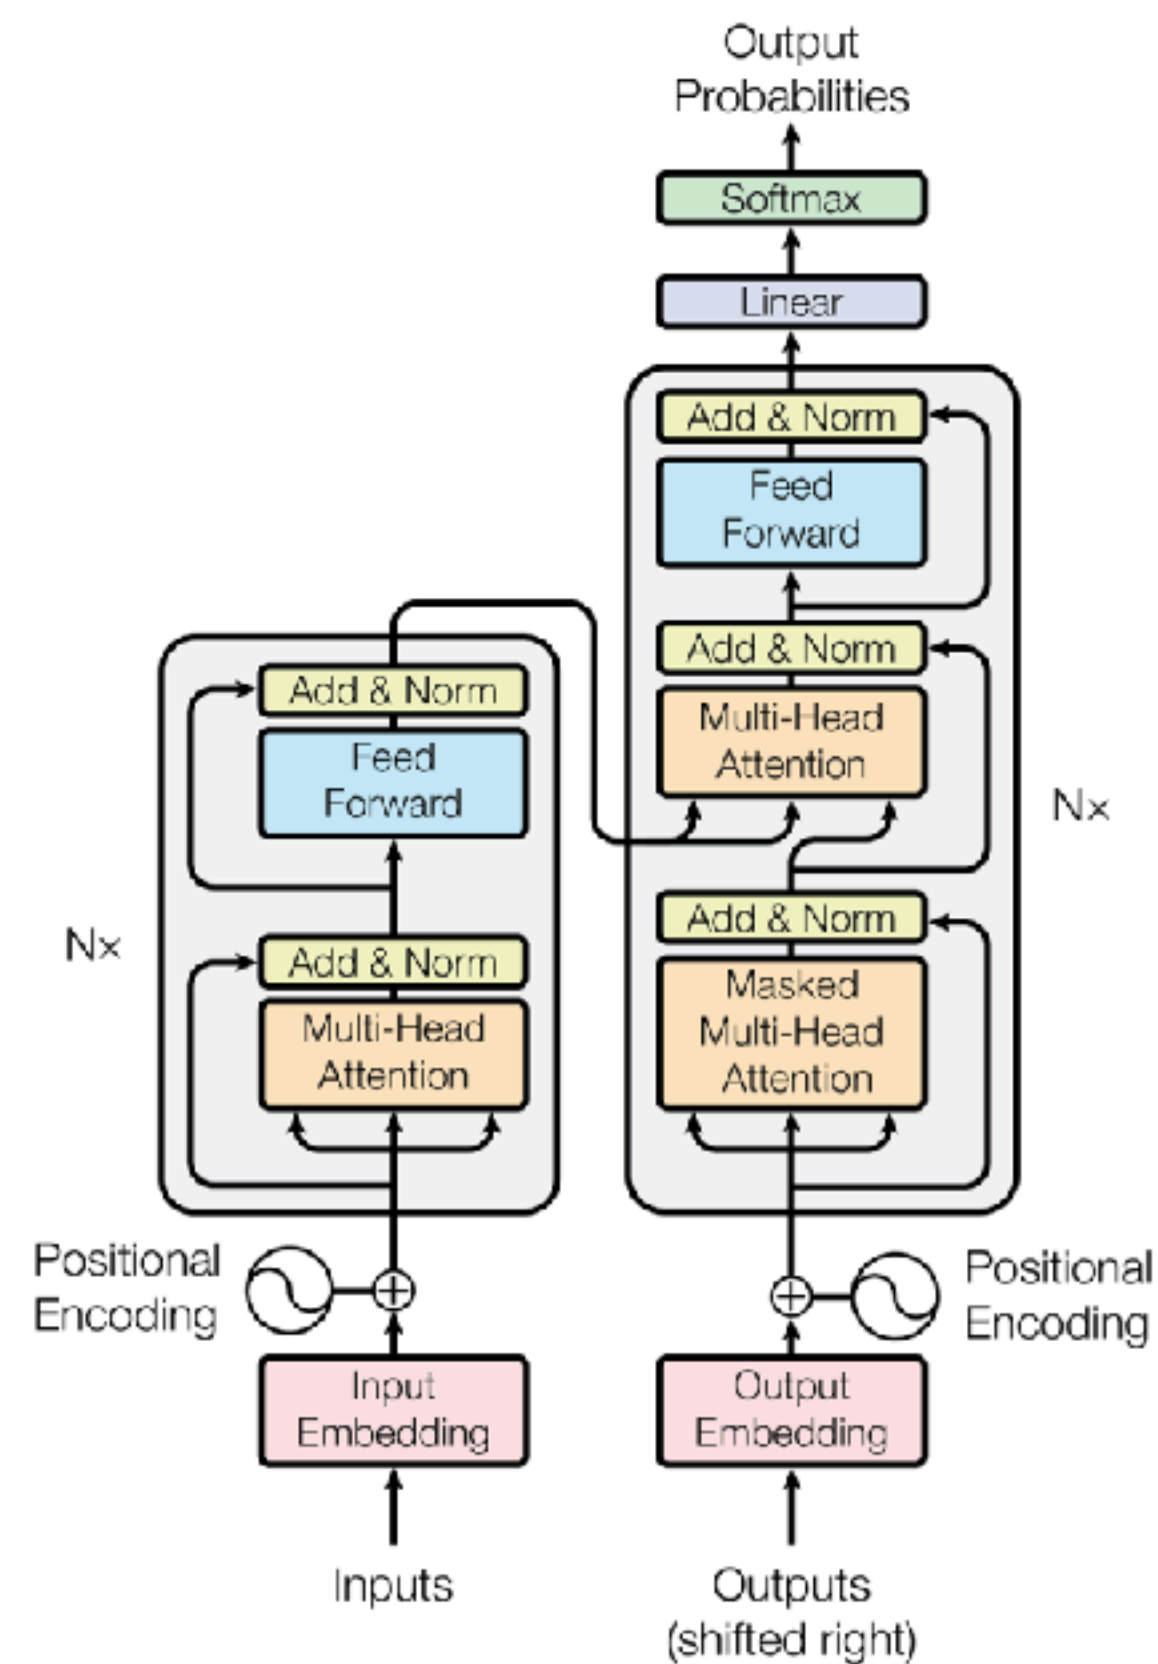 Output
Probabilities
Softmax
Linear
Add & Norm
Feed
Forward
Add & Norm
Multi-Head
Attention
Nx
Add & Norm
Masked
Multi-Head
Attention
Add & Norm
Feed
Forward
Nx
Add & Norm
Multi-Head
Attention
Positional
Encoding
Positional
Encoding
Input
Embedding
Output
Embedding
Inputs
Outputs
(shifted right)